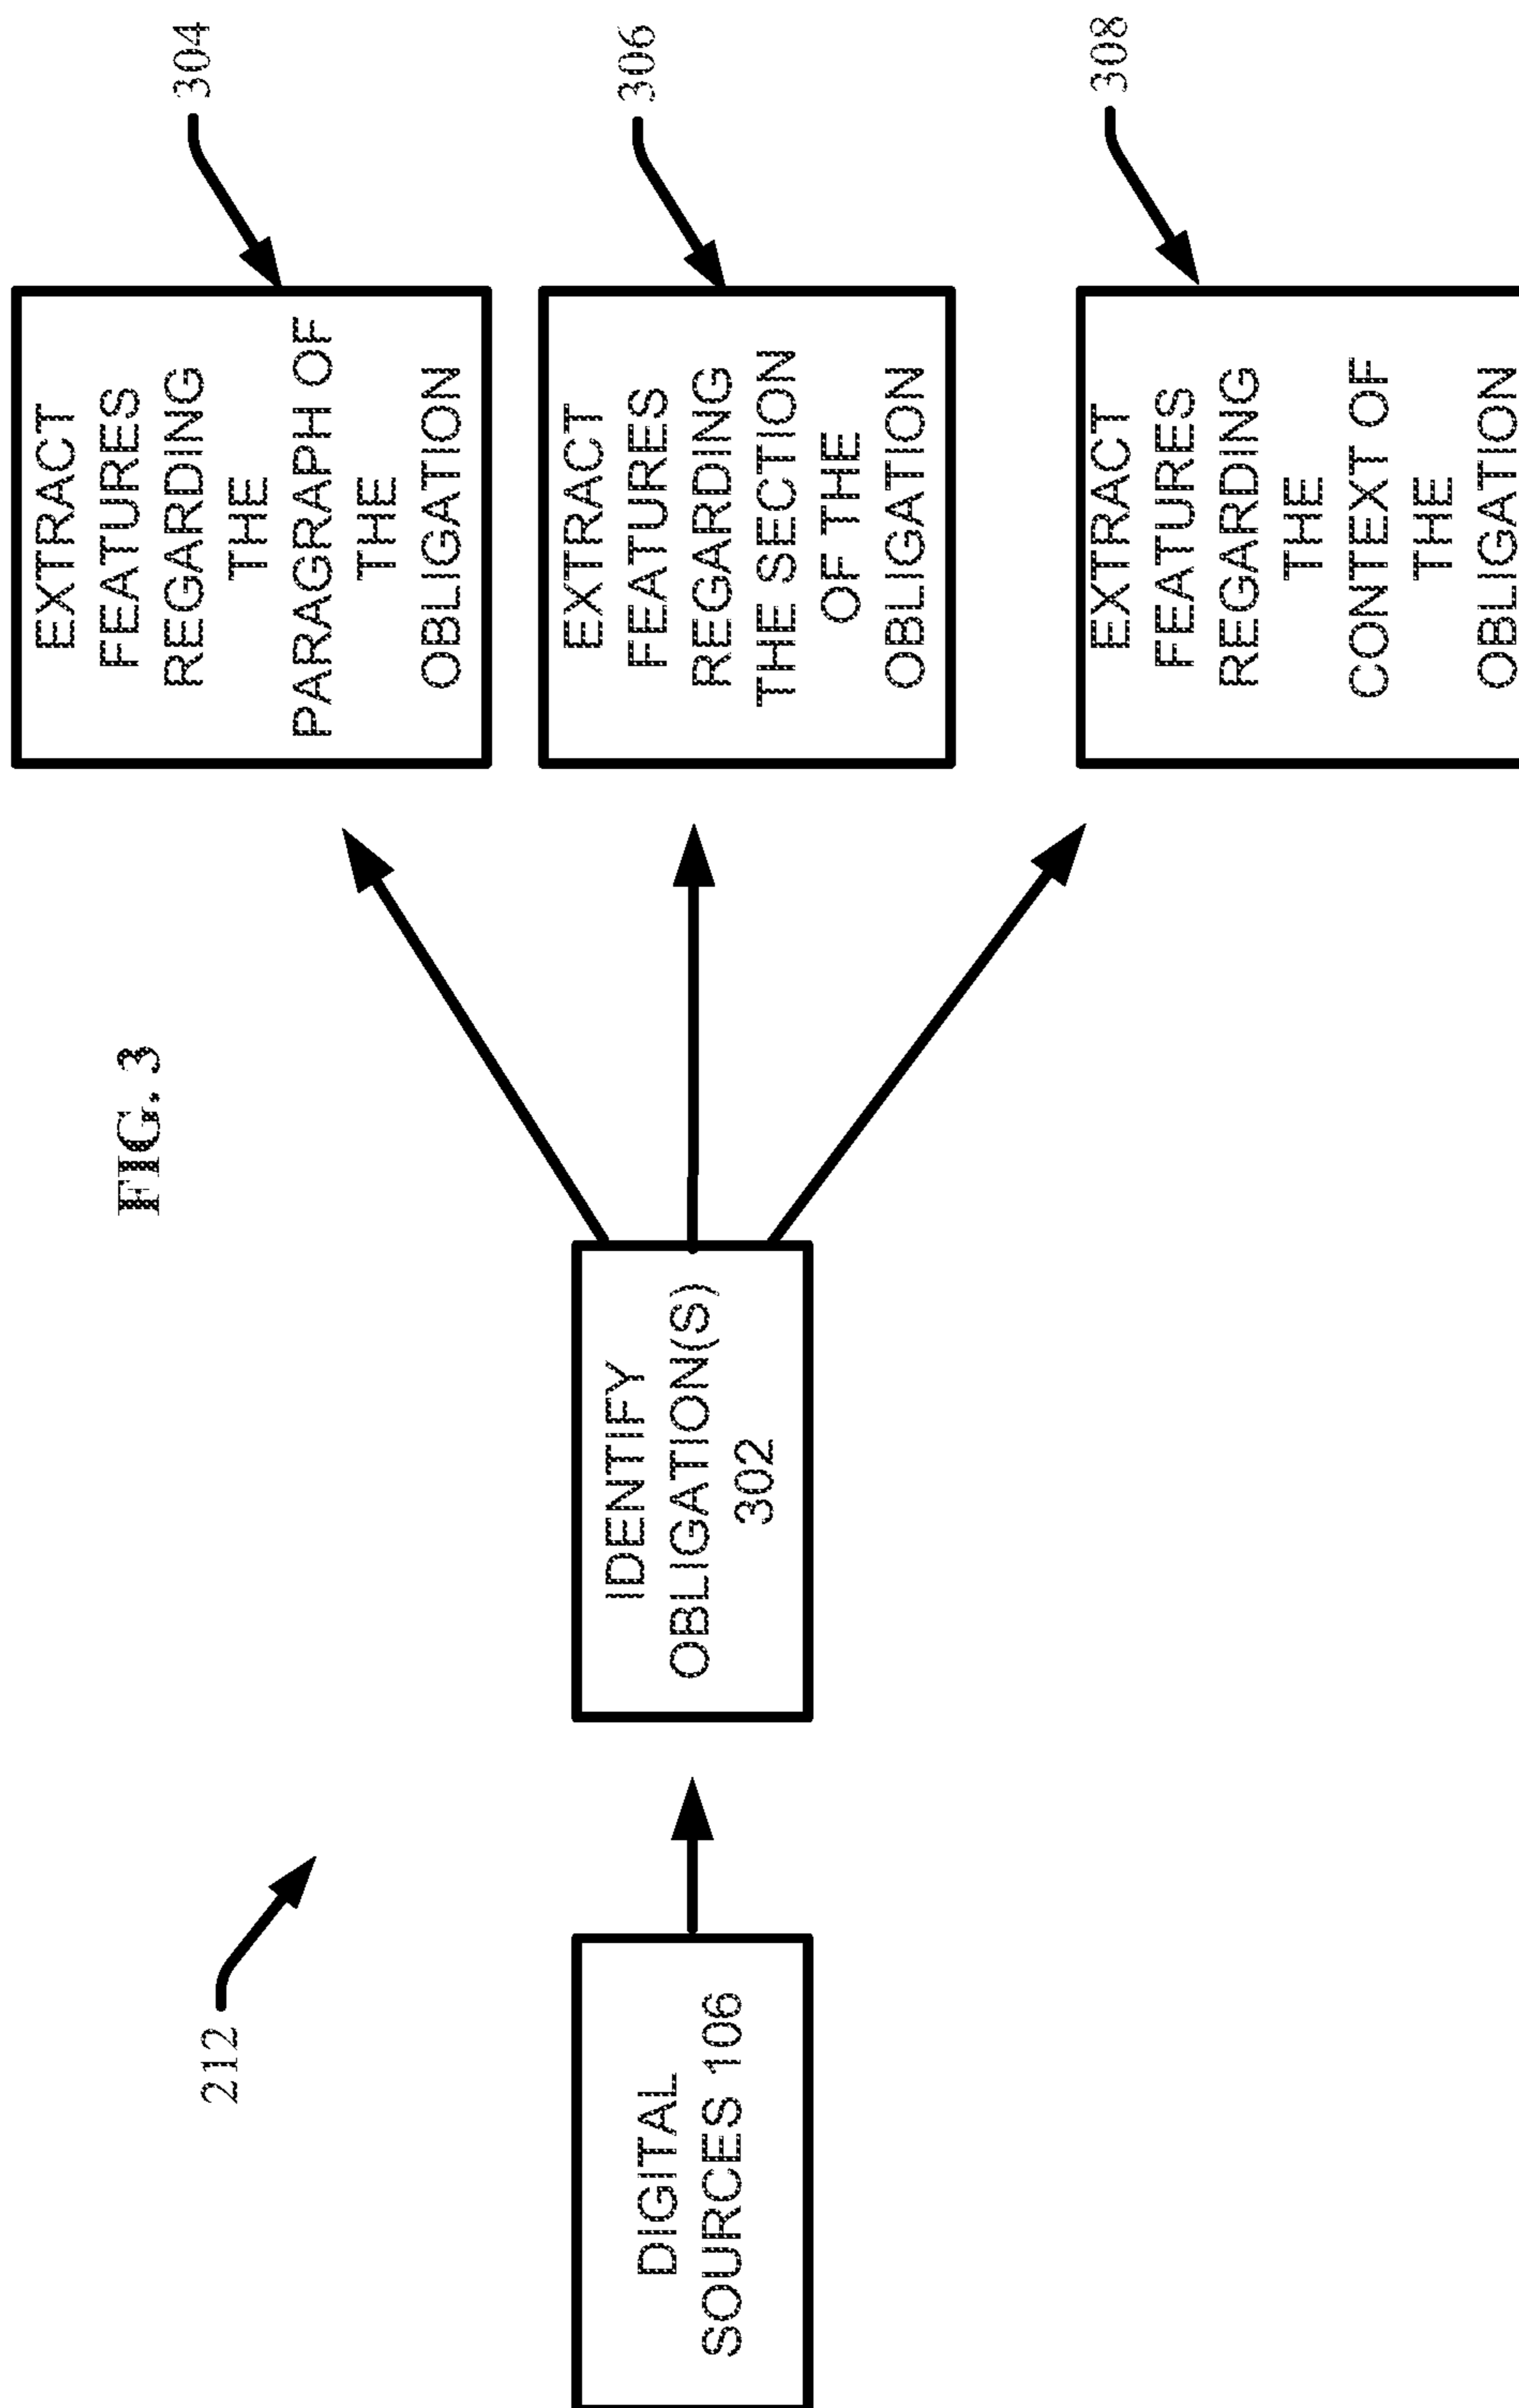 FIG. 3
212
DIGITAL
SOURCES 106
IDENTIFY
OBLIGATION(S)
302
EXTRACT
FEATURES
REGARDING
THE
PARAGRAPH OF
THE
OBLIGATION
304
EXTRACT
FEATURES
REGARDING
THE SECTION
OF THE
OBLIGATION
306
EXTRACT
FEATURES
REGARDING
THE
CONTEXT OF
THE
OBLIGATION
308